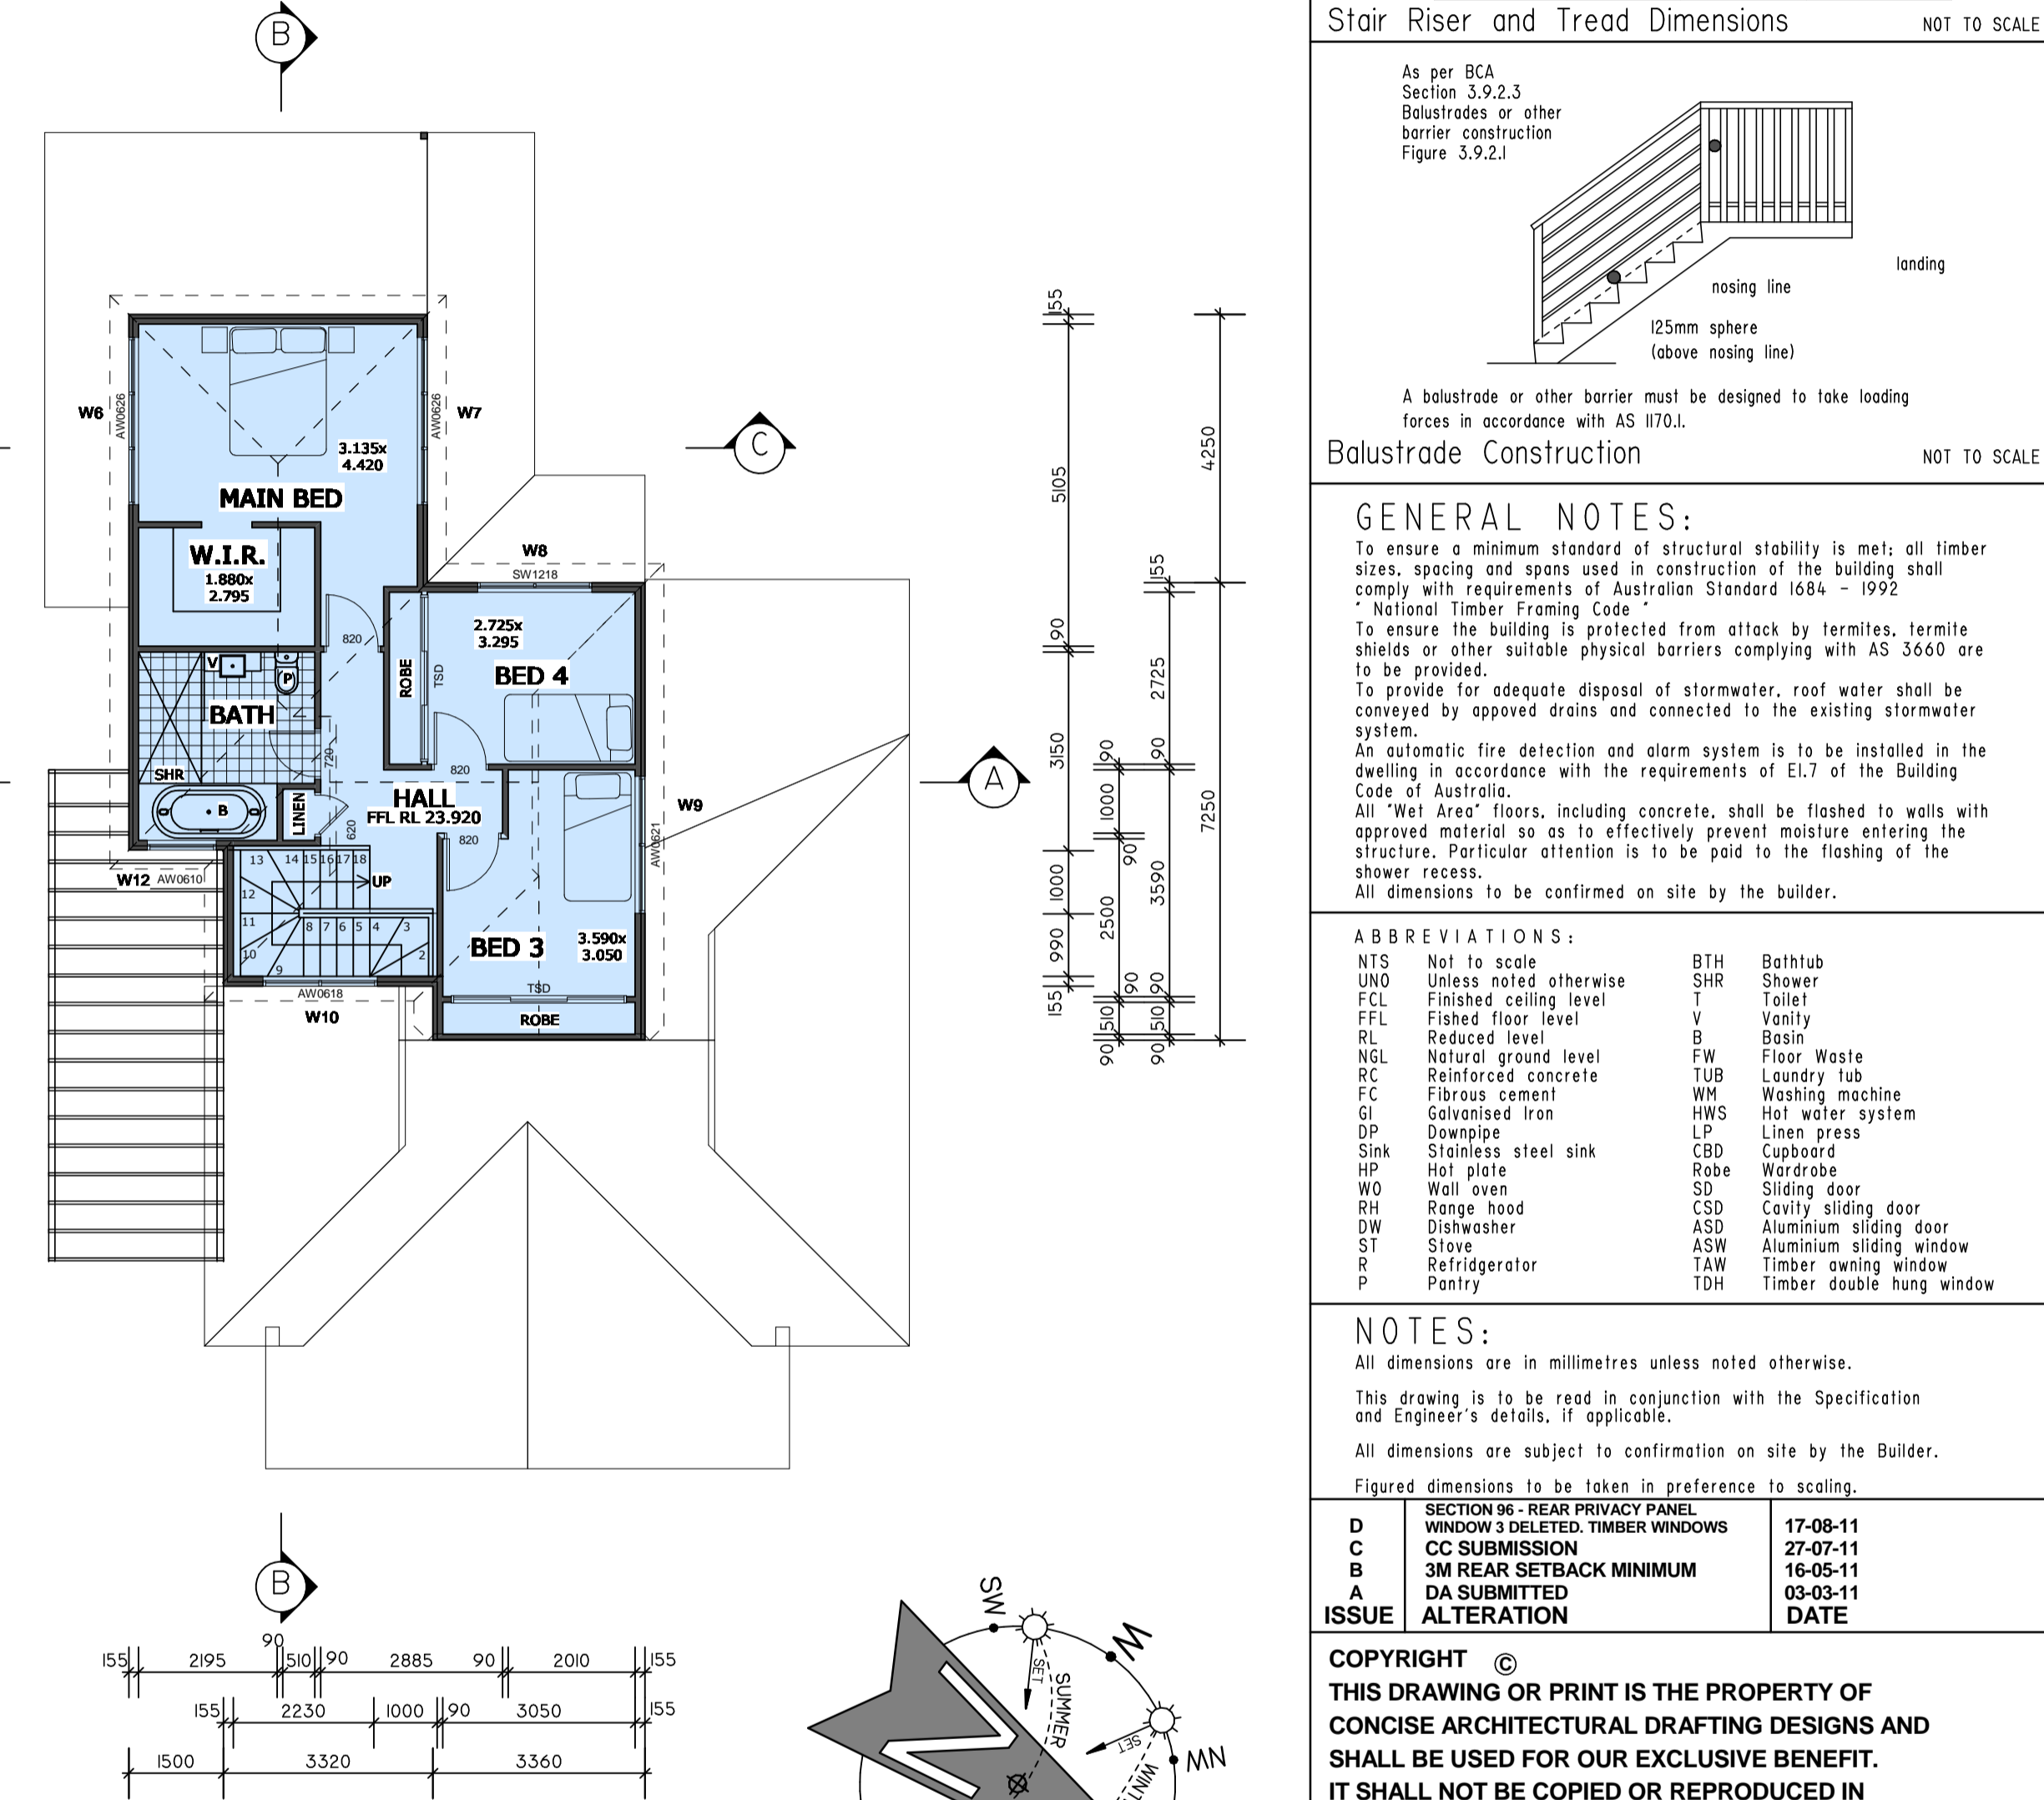 B
W6
AW0626
AW0626
W7
3.135x
4.420
MAIN BED
W.I.R.
1.880x
2.795
820
W8
SW1218
2.725x
3.295
BED 4
ROBE
TSD
V
P
BATH
720
SHR
B
LINEN
620
HALL
FFL RL 23.920
820
820
W9
AW0621
W12
AW0610
13 14 15 16 17 18
UP
12
11
10
9
8 7 6 5 4 3
2
AW0618
W10
BED 3
3.590x
3.050
TSD
ROBE
C
A
155
5105
90
3150
1000
990
155
90
1000
90
2500
90
510
90
155
2725
90
3590
90
510
90
4250
7250
B
155 2195 90 510 90 2885 90 2010 155
155 2230 1000 90 3050 155
1500 3320 3360
SW
W
NW
SET
SUMMER
SET
N
Stair Riser and Tread Dimensions NOT TO SCALE
As per BCA
Section 3.9.2.3
Balustrades or other
barrier construction
Figure 3.9.2.1
landing
nosing line
125mm sphere
(above nosing line)
A balustrade or other barrier must be designed to take loading
forces in accordance with AS 1170.1.
Balustrade Construction NOT TO SCALE
GENERAL NOTES:
To ensure a minimum standard of structural stability is met; all timber
sizes, spacing and spans used in construction of the building shall
comply with requirements of Australian Standard 1684 - 1992
" National Timber Framing Code "
To ensure the building is protected from attack by termites, termite
shields or other suitable physical barriers complying with AS 3660 are
to be provided.
To provide for adequate disposal of stormwater, roof water shall be
conveyed by appoved drains and connected to the existing stormwater
system.
An automatic fire detection and alarm system is to be installed in the
dwelling in accordance with the requirements of E1.7 of the Building
Code of Australia.
All "Wet Area" floors, including concrete, shall be flashed to walls with
approved material so as to effectively prevent moisture entering the
structure. Particular attention is to be paid to the flashing of the
shower recess.
All dimensions to be confirmed on site by the builder.
ABBREVIATIONS:
NTS Not to scale BTH Bathtub
UNO Unless noted otherwise SHR Shower
FCL Finished ceiling level T Toilet
FFL Fished floor level V Vanity
RL Reduced level B Basin
NGL Natural ground level FW Floor Waste
RC Reinforced concrete TUB Laundry tub
FC Fibrous cement WM Washing machine
GI Galvanised Iron HWS Hot water system
DP Downpipe LP Linen press
Sink Stainless steel sink CBD Cupboard
HP Hot plate Robe Wardrobe
WO Wall oven SD Sliding door
RH Range hood CSD Cavity sliding door
DW Dishwasher ASD Aluminium sliding door
ST Stove ASW Aluminium sliding window
R Refridgerator TAW Timber awning window
P Pantry TDH Timber double hung window
NOTES:
All dimensions are in millimetres unless noted otherwise.
This drawing is to be read in conjunction with the Specification
and Engineer's details, if applicable.
All dimensions are subject to confirmation on site by the Builder.
Figured dimensions to be taken in preference to scaling.
D SECTION 96 - REAR PRIVACY PANEL
WINDOW 3 DELETED. TIMBER WINDOWS 17-08-11
C CC SUBMISSION 27-07-11
B 3M REAR SETBACK MINIMUM 16-05-11
A DA SUBMITTED 03-03-11
ISSUE ALTERATION DATE
COPYRIGHT ©
THIS DRAWING OR PRINT IS THE PROPERTY OF
CONCISE ARCHITECTURAL DRAFTING DESIGNS AND
SHALL BE USED FOR OUR EXCLUSIVE BENEFIT.
IT SHALL NOT BE COPIED OR REPRODUCED IN